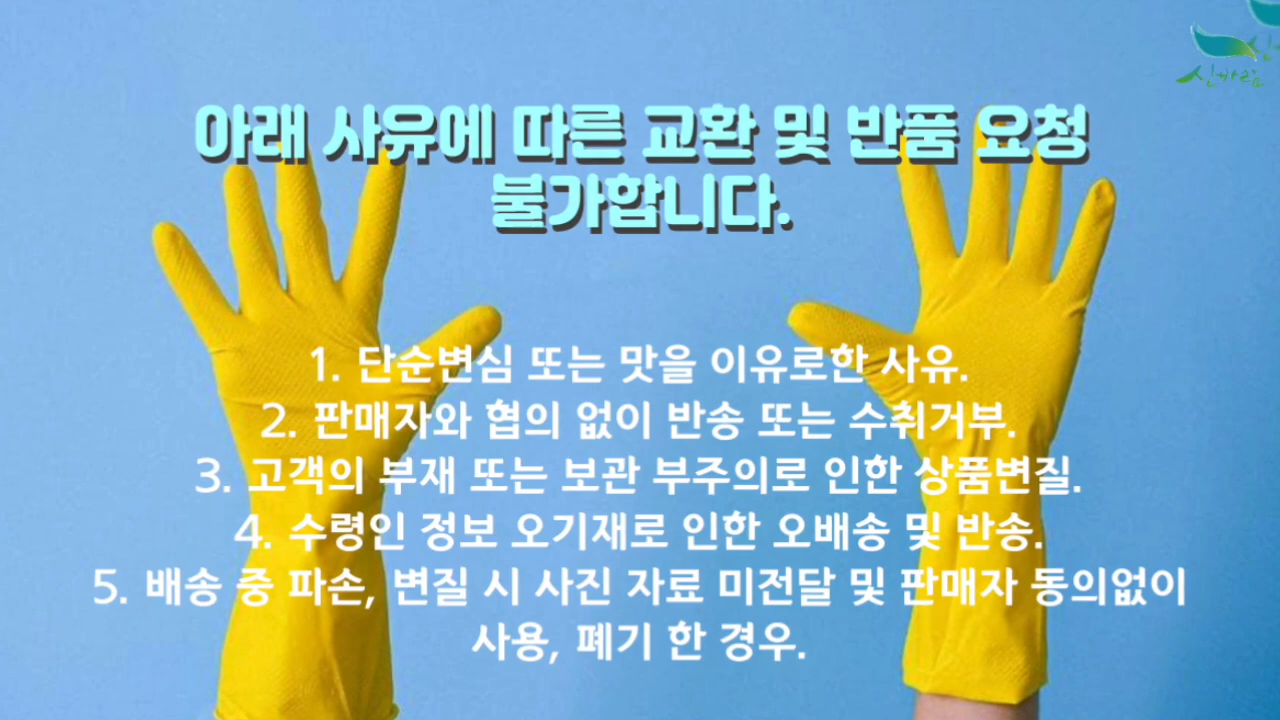 아래 사유에 따른 교환 및 반품 요청
불가합니다.
1. 단순변심 또는 맛을 이유로한 사유.
2. 판매자와 협의 없이 반송 또는 수취거부.
3. 고객의 부재 또는 보관 부주의로 인한 상품변질.
4. 수령인 정보 오기재로 인한 오배송 및 반송.
5. 배송 중 파손, 변질 시 사진 자료 미전달 및 판매자 동의없이
사용, 폐기 한 경우.